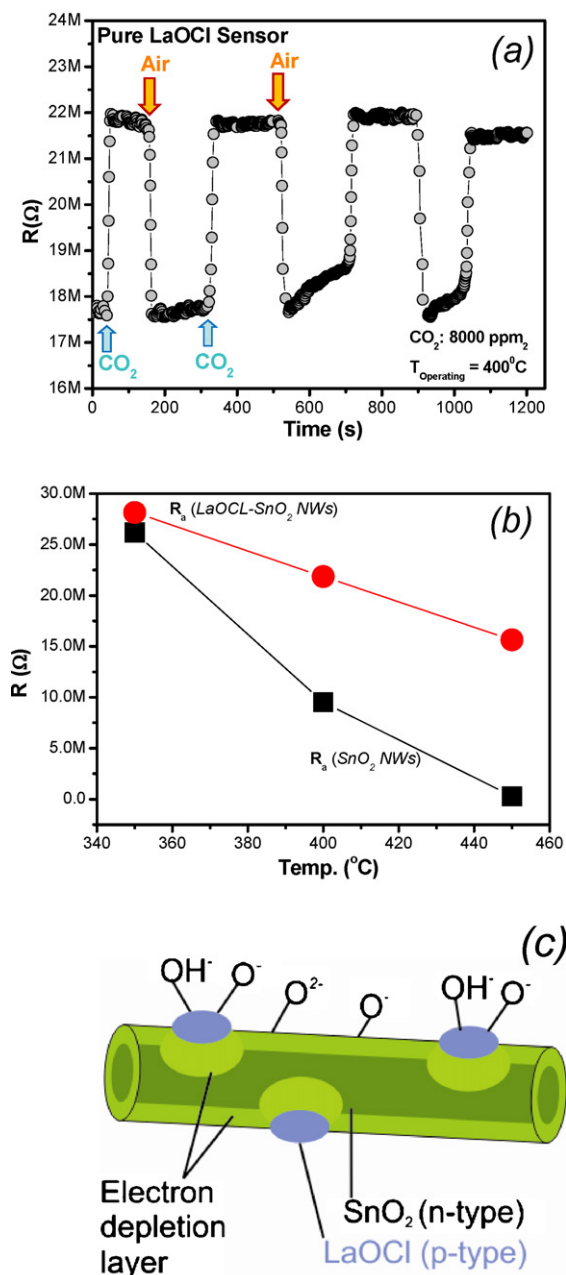 Pure LaOCl Sensor
(a)
Air
Air
24M
23M
22M
21M
20M
19M
18M
17M
16M
R(Ω)
CO₂
CO₂
CO₂: 8000 ppm₂
T_Operating = 400⁰C
0 200 400 600 800 1000 1200
Time (s)
(b)
30.0M
25.0M
20.0M
15.0M
10.0M
5.0M
0.0
R (Ω)
Rₐ (LaOCL-SnO₂ NWs)
Rₐ (SnO₂ NWs)
340 360 380 400 420 440 460
Temp. (°C)
(c)
OH⁻ O⁻ O²⁻ O⁻ OH⁻ O⁻
Electron
depletion
layer
SnO₂ (n-type)
LaOCl (p-type)